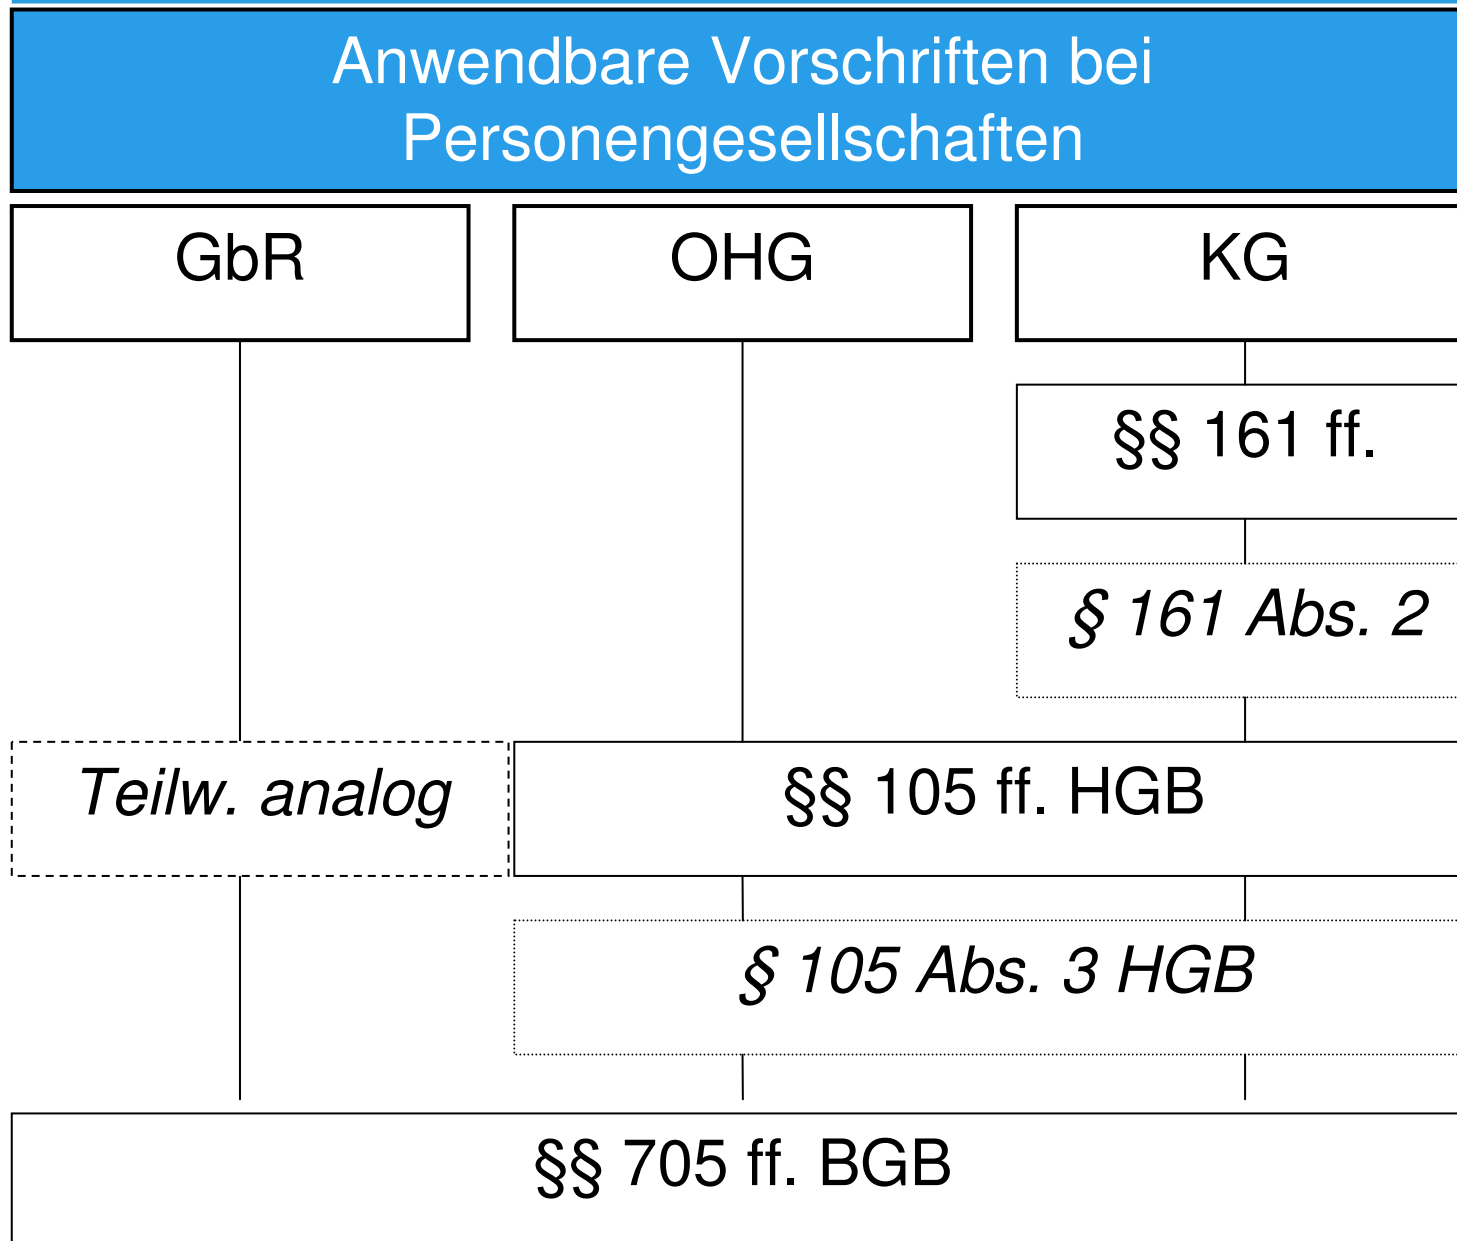 Anwendbare Vorschriften bei
Personengesellschaften
GbR
OHG
KG
§§ 161 ff.
§ 161 Abs. 2
Teilw. analog
§§ 105 ff. HGB
§ 105 Abs. 3 HGB
§§ 705 ff. BGB